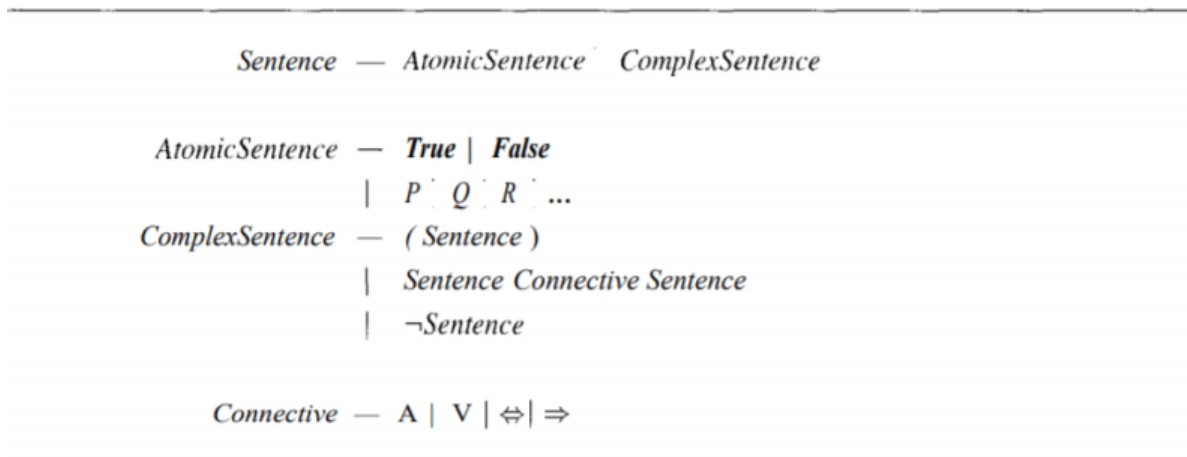 Sentence — AtomicSentence ComplexSentence
AtomicSentence — True | False
| P Q R ...
ComplexSentence — ( Sentence )
| Sentence Connective Sentence
| ¬Sentence
Connective — A | V | ⇔ | ⇒